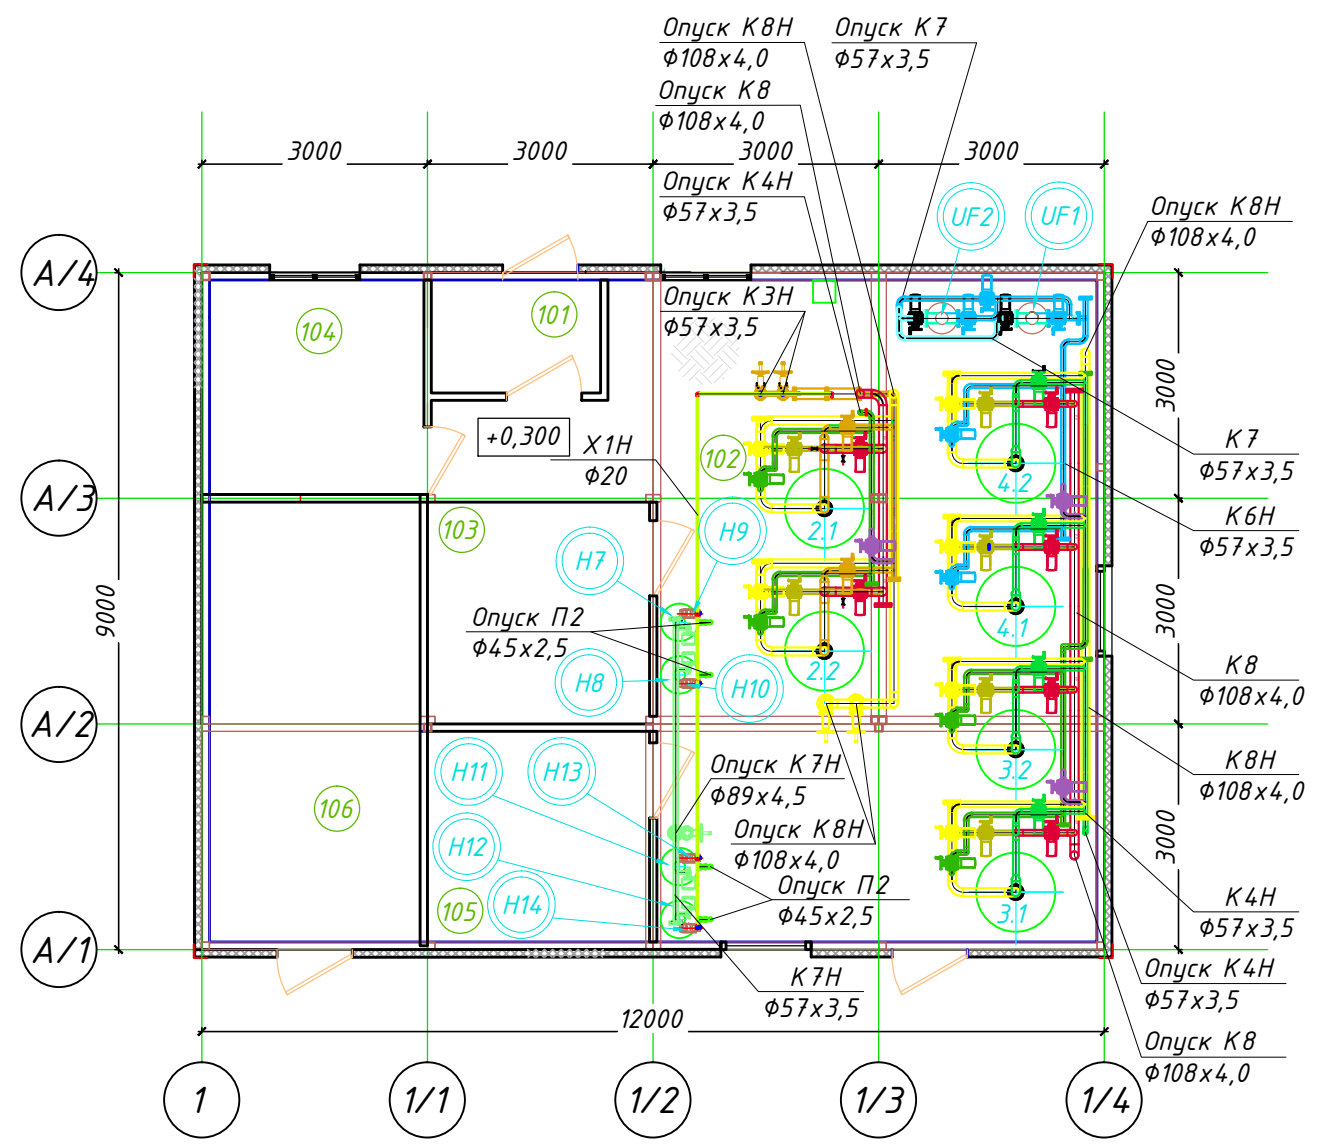 Опуск К8Н
Ф108х4,0
Опуск К7
Ф57х3,5
Опуск К8
Ф108х4,0
3000
3000
3000
3000
Опуск К4Н
Ф57х3,5
UF2
UF1
Опуск К8Н
Ф108х4,0
А/4
Опуск К3Н
Ф57х3,5
101
104
3000
+0,300
Х1Н
Ф20
102
К7
Ф57х3,5
4.2
А/3
2.1
103
Н9
Н7
К6Н
Ф57х3,5
9000
Опуск П2
Ф45х2,5
3000
4.1
2.2
Н8
Н10
К8
Ф108х4,0
А/2
Н11
Н13
Опуск К7Н
Ф89х4,5
3.2
К8Н
Ф108х4,0
106
Опуск К8Н
Ф108х4,0
3000
Н12
Опуск П2
Ф45х2,5
105
Н14
3.1
К4Н
Ф57х3,5
А/1
К7Н
Ф57х3,5
Опуск К4Н
Ф57х3,5
12000
Опуск К8
Ф108х4,0
1
1/1
1/2
1/3
1/4